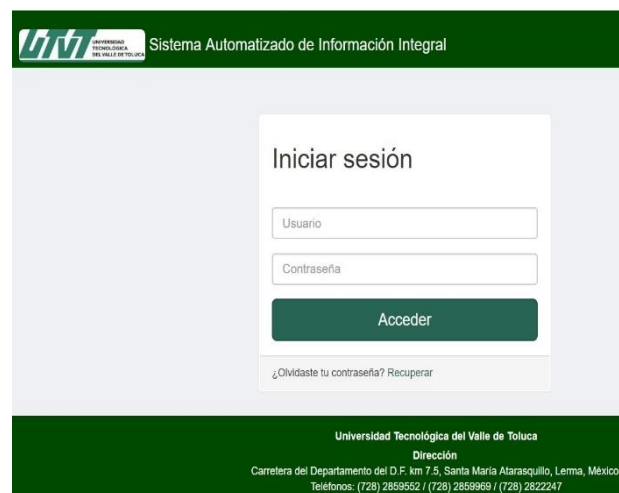 UTVT
UNIVERSIDAD
TECNOLÓGICA
DEL VALLE DE TOLUCA
Sistema Automatizado de Información Integral
Iniciar sesión
Usuario
Contraseña
Acceder
¿Olvidaste tu contraseña? Recuperar
Universidad Tecnológica del Valle de Toluca
Dirección
Carretera del Departamento del D.F. km 7.5, Santa María Atarasquillo, Lerma, México
Teléfonos: (728) 2859552 / (728) 2859969 / (728) 2822247